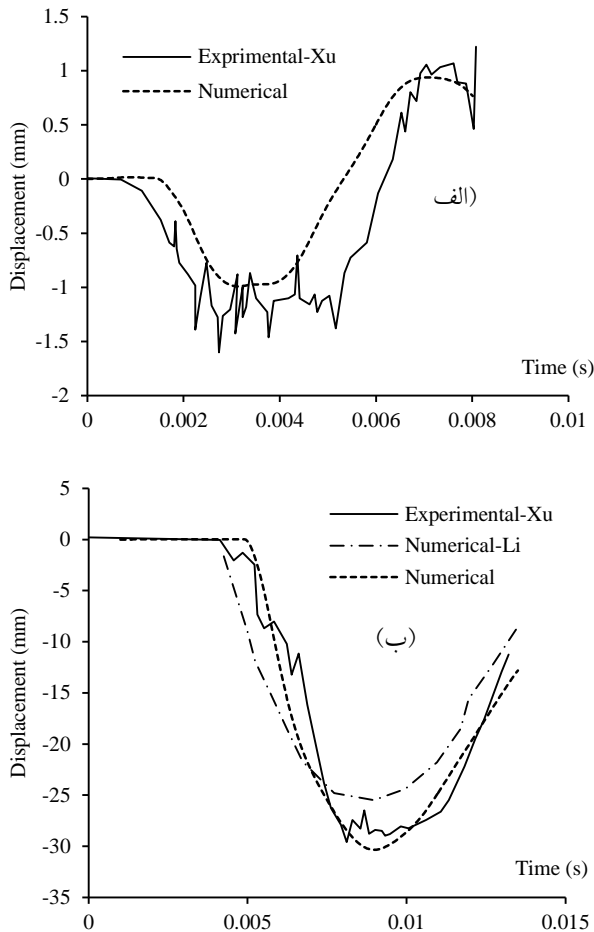 1.5
1
0.5
0
-0.5
-1
-1.5
-2
Displacement (mm)
Exprimental-Xu
Numerical
الف)
Time (s)
0 0.002 0.004 0.006 0.008 0.01
5
0
-5
-10
-15
-20
-25
-30
-35
Displacement (mm)
Experimental-Xu
Numerical-Li
Numerical
(ب)
Time (s)
0 0.005 0.01 0.015